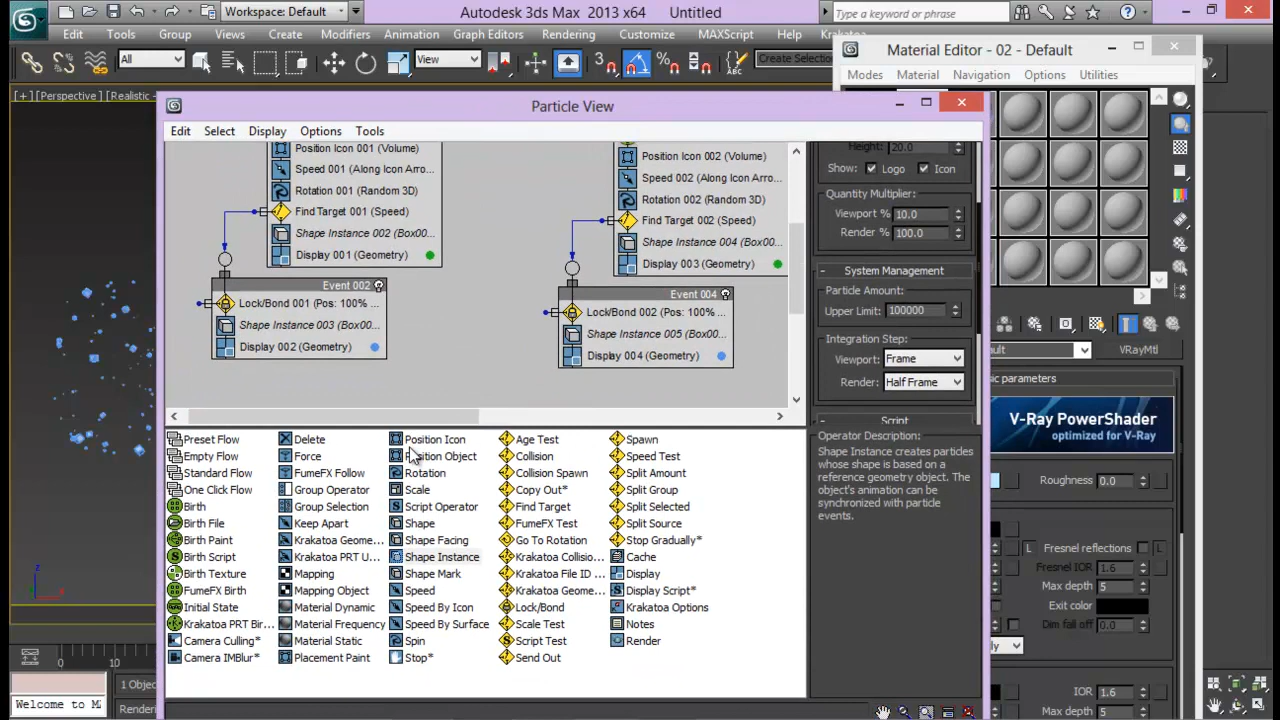 Workspace: Default
Autodesk 3ds Max 2013 x64 Untitled
Type a keyword or phrase
Edit Tools Group Views Create Modifiers Animation Graph Editors Rendering Customize MAXScript Help
All
View
3
Material Editor - 02 - Default
Modes Material Navigation Options Utilities
[ + ] [Perspective ] [Realistic -
Particle View
Edit Select Display Options Tools
Position Icon 001 (Volume)
Speed 001 (Along Icon Arro...
Rotation 001 (Random 3D)
Find Target 001 (Speed)
Shape Instance 002 (Box00...
Display 001 (Geometry)
Event 002
Lock/Bond 001 (Pos: 100% ...
Shape Instance 003 (Box00...
Display 002 (Geometry)
Position Icon 002 (Volume)
Speed 002 (Along Icon Arro...
Rotation 002 (Random 3D)
Find Target 002 (Speed)
Shape Instance 004 (Box00...
Display 003 (Geometry)
Event 004
Lock/Bond 002 (Pos: 100% ...
Shape Instance 005 (Box00...
Display 004 (Geometry)
Height: 20.0
Show: Logo Icon
Quantity Multiplier:
Viewport % 10.0
Render % 100.0
- System Management
Particle Amount:
Upper Limit: 100000
Integration Step:
Viewport: Frame
Render: Half Frame
- Script
Operator Description:
Shape Instance creates particles
whose shape is based on a
reference geometry object. The
object's animation can be
synchronized with particle
events.
Preset Flow
Empty Flow
Standard Flow
One Click Flow
Birth
Birth File
Birth Paint
Birth Script
Birth Texture
FumeFX Birth
Initial State
Krakatoa PRT Bir...
Camera Culling*
Camera IMBlur*
Delete
Force
FumeFX Follow
Group Operator
Group Selection
Keep Apart
Krakatoa Geome...
Krakatoa PRT U...
Mapping
Mapping Object
Material Dynamic
Material Frequency
Material Static
Placement Paint
Position Icon
Position Object
Rotation
Scale
Script Operator
Shape
Shape Facing
Shape Instance
Shape Mark
Speed
Speed By Icon
Speed By Surface
Spin
Stop*
Age Test
Collision
Collision Spawn
Copy Out*
Find Target
FumeFX Test
Go To Rotation
Krakatoa Collisio...
Krakatoa File ID ...
Krakatoa Geome...
Lock/Bond
Scale Test
Script Test
Send Out
Spawn
Speed Test
Split Amount
Split Group
Split Selected
Split Source
Stop Gradually*
Cache
Display
Display Script*
Krakatoa Options
Notes
Render
VRayMtl
V-Ray PowerShader
optimized for V-Ray
Roughness 0.0
L Fresnel reflections
Fresnel IOR 1.6
Max depth 5
Exit color
Dim fall off 0.0
IOR 1.6
Max depth 5
z
0 10
1 Objec
Welcome to M